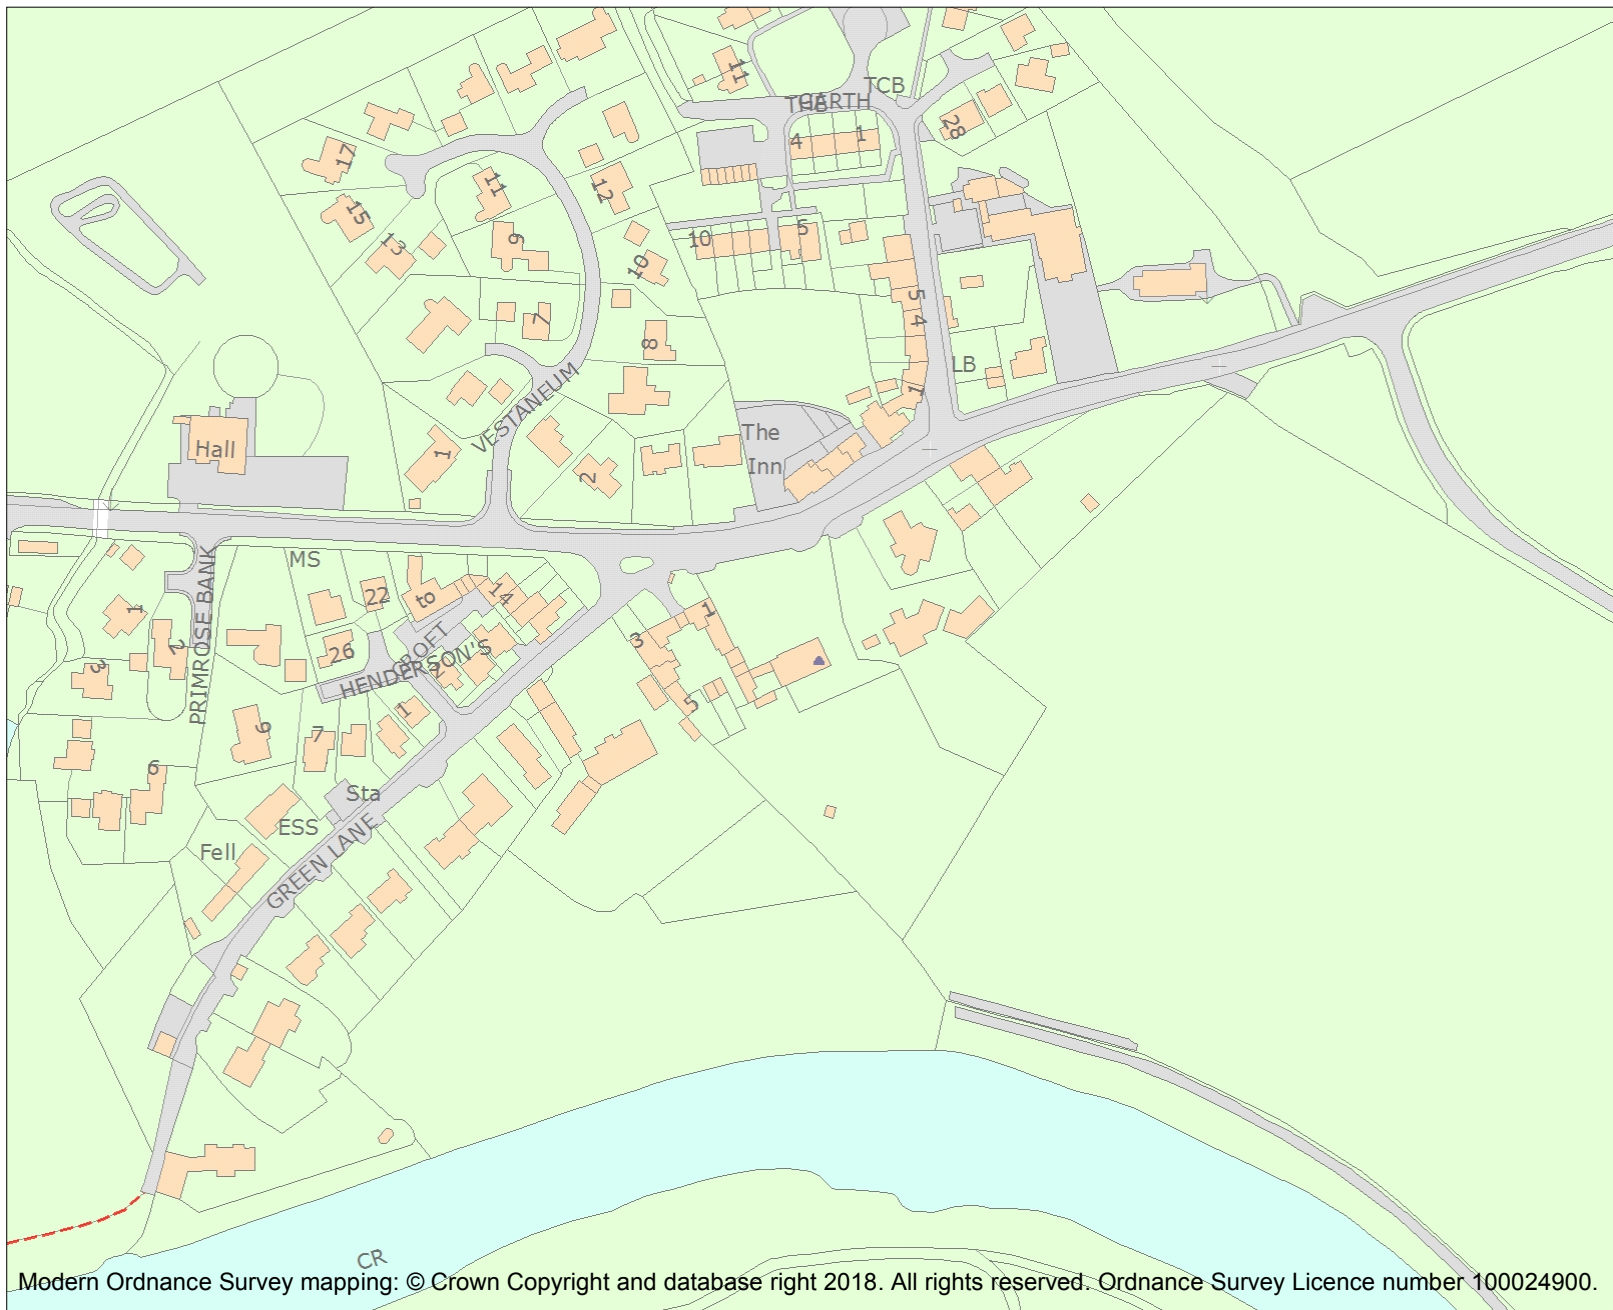 TCB
THE GARTH
11
28
4
1
17
11
12
15
13
9
10
10
5
7
8
5
4
LB
1
VESTANEUM
1
2
The
Inn
Hall
MS
PRIMROSE BANK
1
2
3
22
to
14
26
CROFT
HENDERSON'S
2
1
3
1
5
9
7
6
Sta
ESS
Fell
GREEN LANE
CR
Modern Ordnance Survey mapping: © Crown Copyright and database right 2018. All rights reserved. Ordnance Survey Licence number 100024900.